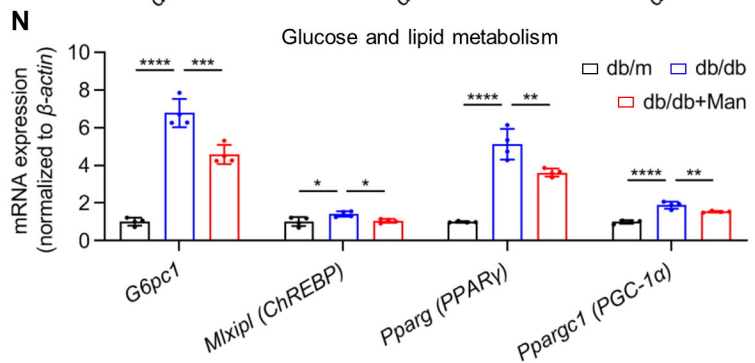 N
Glucose and lipid metabolism
db/m db/db
db/db+Man
mRNA expression
(normalized to β-actin)
10
8
6
4
2
0
**** ***
* *
**** **
**** **
G6pc1
Mlxipl (ChREBP)
Pparg (PPARγ)
Ppargc1 (PGC-1α)